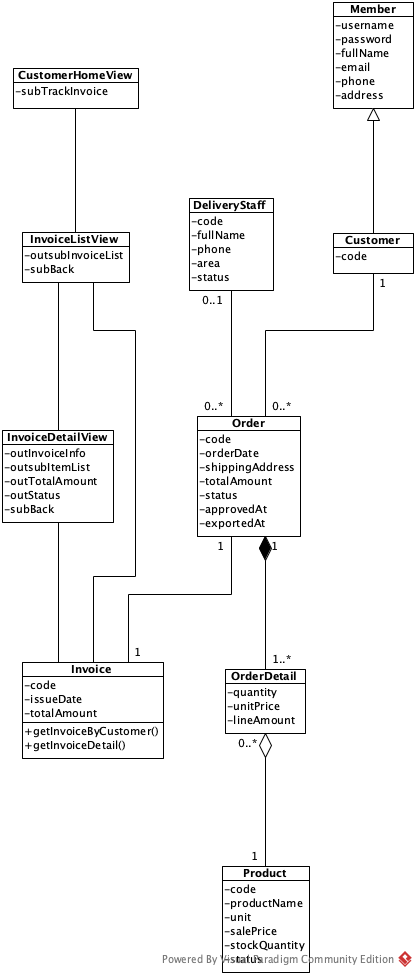 Member
-username
-password
-fullName
-email
-phone
-address
CustomerHomeView
-subTrackInvoice
DeliveryStaff
-code
-fullName
-phone
-area
-status
InvoiceListView
-outsubInvoiceList
-subBack
Customer
-code
1
0..1
0..*
0..*
Order
-code
-orderDate
-shippingAddress
-totalAmount
-status
-approvedAt
-exportedAt
InvoiceDetailView
-outInvoiceInfo
-outsubItemList
-outTotalAmount
-outStatus
-subBack
1
1
1
1..*
Invoice
-code
-issueDate
-totalAmount
+getInvoiceByCustomer()
+getInvoiceDetail()
OrderDetail
-quantity
-unitPrice
-lineAmount
0..*
1
Product
-code
-productName
-unit
-salePrice
-stockQuantity
-status
Powered By Visual Paradigm Community Edition